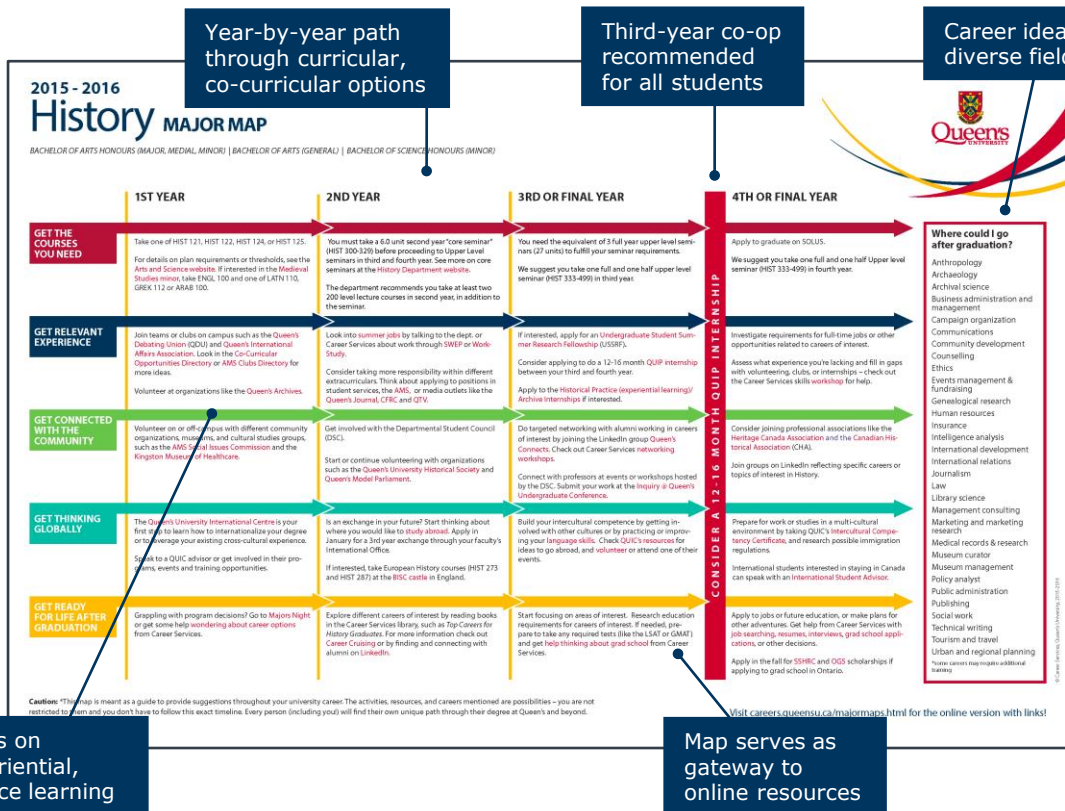 Year-by-year path
through curricular,
co-curricular options
Third-year co-op
recommended
for all students
Career idea
diverse field
2015 - 2016
History MAJOR MAP
BACHELOR OF ARTS HONOURS (MAJOR, MEDIAL, MINOR) | BACHELOR OF ARTS (GENERAL) | BACHELOR OF SCIENCE HONOURS (MINOR)
Queen's
UNIVERSITY
1ST YEAR
2ND YEAR
3RD OR FINAL YEAR
4TH OR FINAL YEAR
GET THE
COURSES
YOU NEED
Take one of HIST 121, HIST 122, HIST 124, or HIST 125.
For details on plan requirements or thresholds, see the
Arts and Science website. If interested in the Medieval
Studies minor, take ENGL 100 and one of LATN 110,
GREK 112 or ARAB 100.
You must take a 6.0 unit second year "core seminar"
(HIST 300-329) before proceeding to Upper Level
seminars in third and fourth year. See more on core
seminars at the History Department website.
The department recommends you take at least two
200 level lecture courses in second year, in addition to
the seminar.
You need the equivalent of 3 full year upper level semi-
nars (27 units) to fulfill your seminar requirements.
We suggest you take one full and one half upper level
seminar (HIST 333-499) in third year.
Apply to graduate on SOLUS.
We suggest you take one full and one half Upper level
seminar (HIST 333-499) in fourth year.
GET RELEVANT
EXPERIENCE
Join teams or clubs on campus such as the Queen's
Debating Union (QDU) and Queen's International
Affairs Association. Look in the Co-Curricular
Opportunities Directory or AMS Clubs Directory for
more ideas.
Volunteer at organizations like the Queen's Archives.
Look into summer jobs by talking to the dept. or
Career Services about work through SWEP or Work-
Study.
Consider taking more responsibility within different
extracurriculars. Think about applying to positions in
student services, the AMS, or media outlets like the
Queen's Journal, CFRC and QTV.
If interested, apply for an Undergraduate Student Sum-
mer Research Fellowship (USSRF).
Consider applying to do a 12-16 month QUIP internship
between your third and fourth year.
Apply to the Historical Practice (experiential learning)/
Archive Internships if interested.
Investigate requirements for full-time jobs or other
opportunities related to careers of interest.
Assess what experience you're lacking and fill in gaps
with volunteering, clubs, or internships – check out
the Career Services skills workshop for help.
GET CONNECTED
WITH THE
COMMUNITY
Volunteer on or off-campus with different community
organizations, museums, and cultural studies groups,
such as the AMS Social Issues Commission and the
Kingston Museum of Healthcare.
Get involved with the Departmental Student Council
(DSC).
Start or continue volunteering with organizations
such as the Queen's University Historical Society and
Queen's Model Parliament.
Do targeted networking with alumni working in careers
of interest by joining the LinkedIn group Queen's
Connects. Check out Career Services networking
workshops.
Connect with professors at events or workshops hosted
by the DSC. Submit your work at the Inquiry @ Queen's
Undergraduate Conference.
Consider joining professional associations like the
Heritage Canada Association and the Canadian His-
torical Association (CHA).
Join groups on LinkedIn reflecting specific careers or
topics of interest in History.
GET THINKING
GLOBALLY
The Queen's University International Centre is your
first stop to learn how to internationalize your degree
or to leverage your existing cross-cultural experience.
Speak to a QUIC advisor or get involved in their pro-
grams, events and training opportunities.
Is an exchange in your future? Start thinking about
where you would like to study abroad. Apply in
January for a 3rd year exchange through your faculty's
International Office.
If interested, take European History courses (HIST 273
and HIST 287) at the BISC castle in England.
Build your intercultural competence by getting in-
volved with other cultures or by practicing or improv-
ing your language skills. Check QUIC's resources for
ideas to go abroad, and volunteer or attend one of their
events.
Prepare for work or studies in a multi-cultural
environment by taking QUIC's Intercultural Compe-
tency Certificate, and research possible immigration
regulations.
International students interested in staying in Canada
can speak with an International Student Advisor.
GET READY
FOR LIFE AFTER
GRADUATION
Grappling with program decisions? Go to Majors Night
or get some help wondering about career options
from Career Services.
Explore different careers of interest by reading books
in the Career Services library, such as Top Careers for
History Graduates. For more information check out
Career Cruising or by finding and connecting with
alumni on LinkedIn.
Start focusing on areas of interest. Research education
requirements for careers of interest. If needed, pre-
pare to take any required tests (like the LSAT or GMAT)
and get help thinking about grad school from Career
Services.
Apply to jobs or future education, or make plans for
other adventures. Get help from Career Services with
job searching, resumes, interviews, grad school appli-
cations, or other decisions.
Apply in the fall for SSHRC and OGS scholarships if
applying to grad school in Ontario.
CONSIDER A 12-16 MONTH QUIP INTERNSHIP
Where could I go
after graduation?
Anthropology
Archaeology
Archival science
Business administration and
management
Campaign organization
Communications
Community development
Counselling
Ethics
Events management &
fundraising
Genealogical research
Human resources
Insurance
Intelligence analysis
International development
International relations
Journalism
Law
Library science
Management consulting
Marketing and marketing
research
Medical records & research
Museum curator
Museum management
Policy analyst
Public administration
Publishing
Social work
Technical writing
Tourism and travel
Urban and regional planning
*some careers may require additional
training
© Career Services, Queen's University, 2015-2016
Caution: *This map is meant as a guide to provide suggestions throughout your university career. The activities, resources, and careers mentioned are possibilities – you are not
restricted to them and you don't have to follow this exact timeline. Every person (including you!) will find their own unique path through their degree at Queen's and beyond.
Visit careers.queensu.ca/majormaps.html for the online version with links!
s on
riential,
ce learning
Map serves as
gateway to
online resources